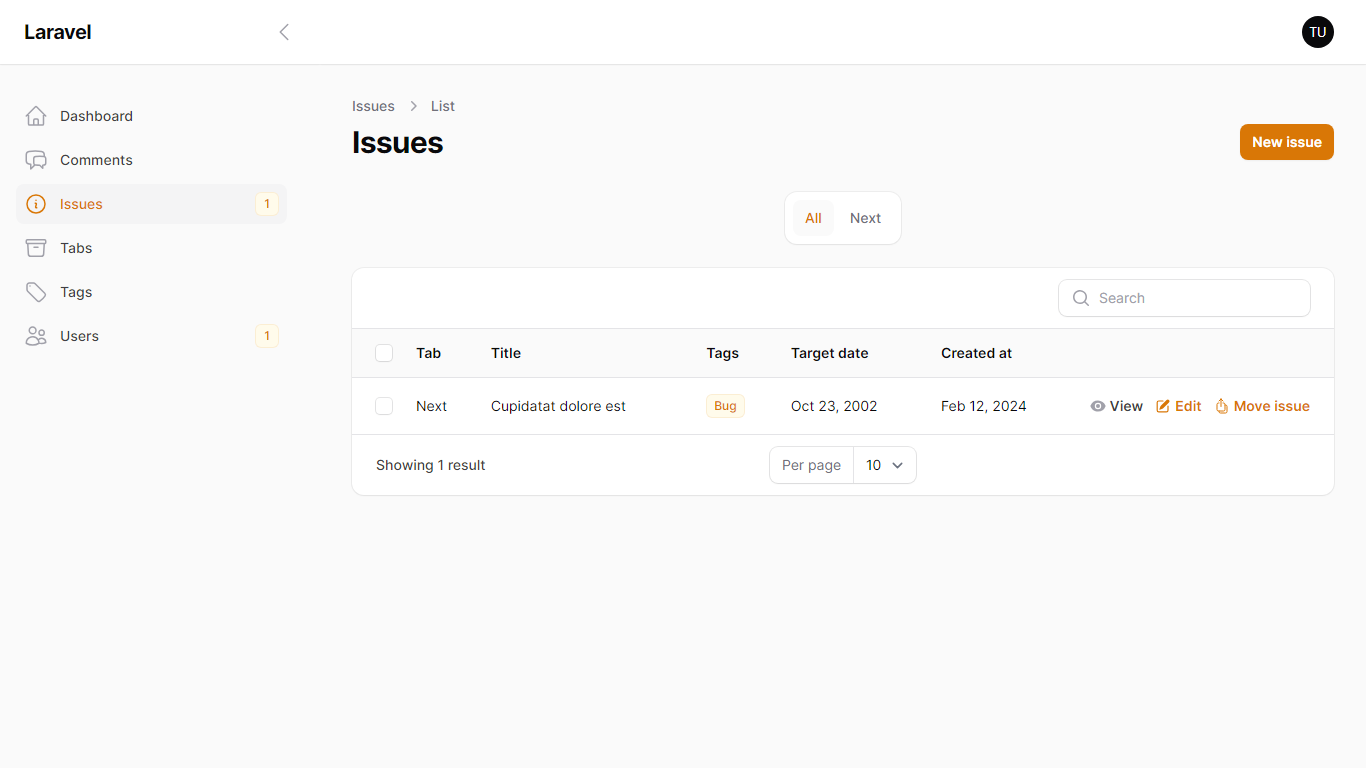 Laravel
TU
Dashboard
Comments
Issues 1
Tabs
Tags
Users 1
Issues List
Issues
New issue
All Next
Search
Tab Title Tags Target date Created at
Next Cupidatat dolore est Bug Oct 23, 2002 Feb 12, 2024 View Edit Move issue
Showing 1 result Per page 10